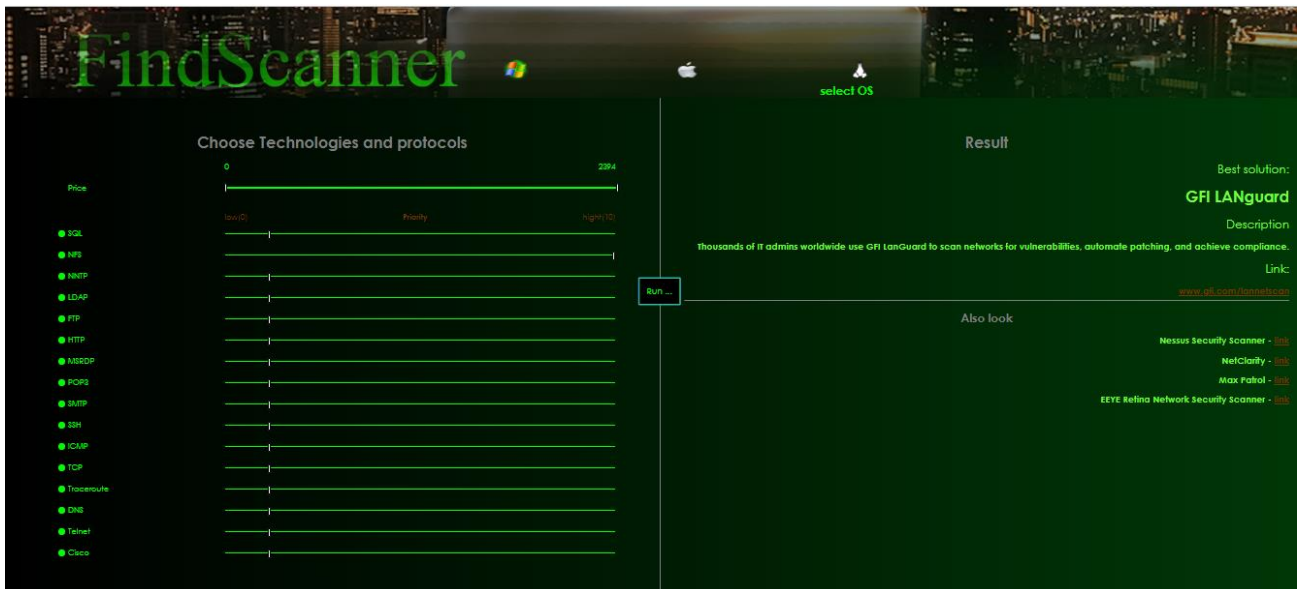 FindScanner
select OS
Choose Technologies and protocols
0 2394
Price
low(0) Priority hight(10)
SQL
NFS
NNTP
LDAP
FTP
HTTP
MSRDP
POP3
SMTP
SSH
ICMP
TCP
Traceroute
DNS
Telnet
Cisco
Run ...
Result
Best solution:
GFI LANguard
Description
Thousands of IT admins worldwide use GFI LanGuard to scan networks for vulnerabilities, automate patching, and achieve compliance.
Link:
www.gfi.com/lannetscan
Also look
Nessus Security Scanner - link
NetClarity - link
Max Patrol - link
EEYE Retina Network Security Scanner - link